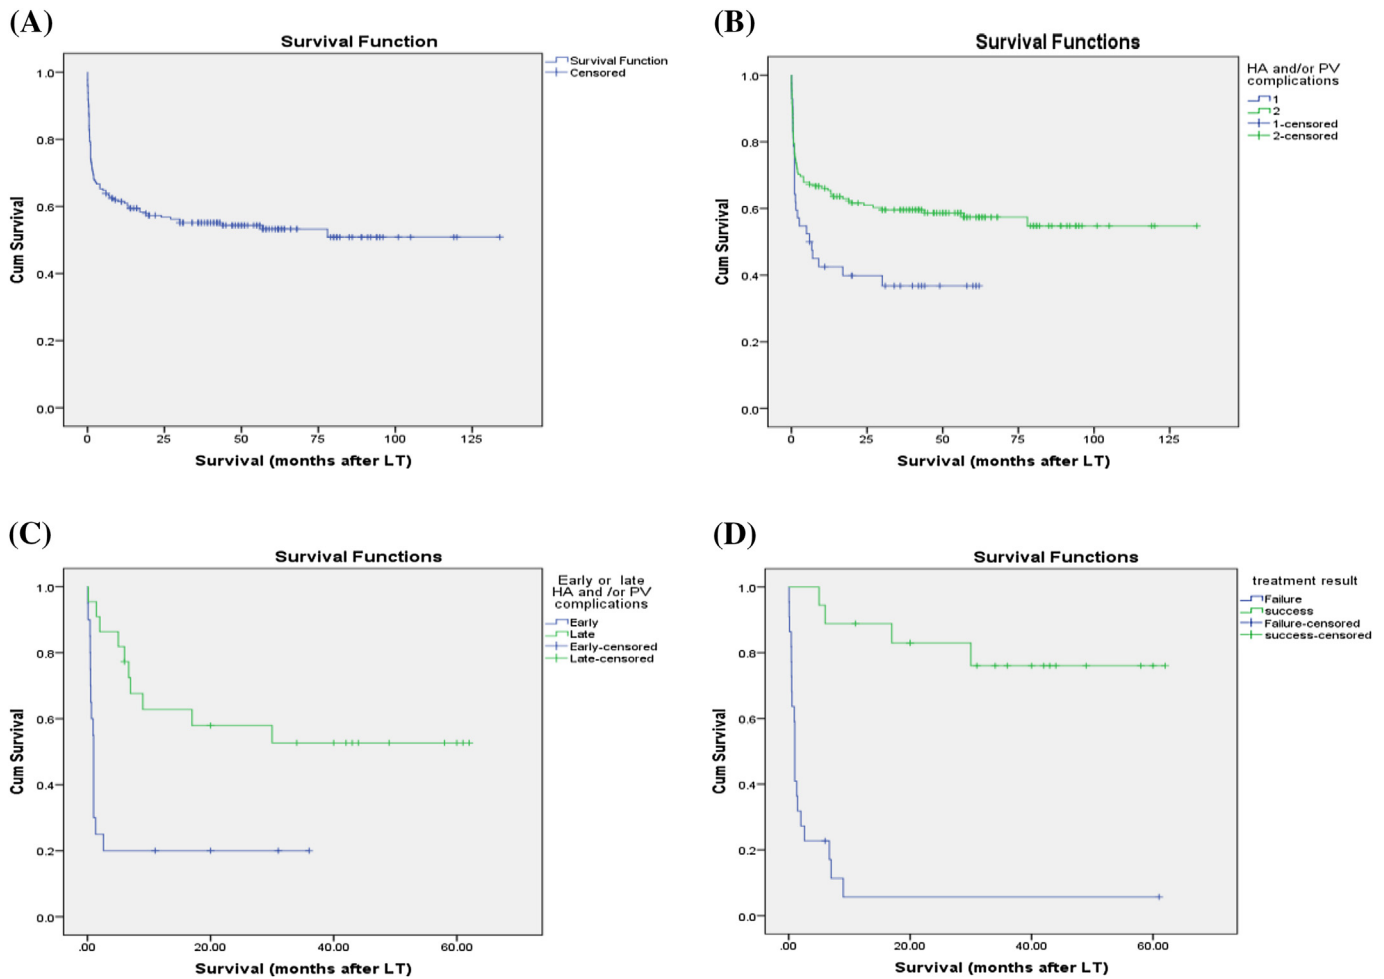 (A)
Survival Function
Survival Function
Censored
1.0
0.8
0.6
0.4
0.2
0.0
Cum Survival
0 25 50 75 100 125
Survival (months after LT)
(B)
Survival Functions
HA and/or PV
complications
1
2
1-censored
2-censored
1.0
0.8
0.6
0.4
0.2
0.0
Cum Survival
0 25 50 75 100 125
Survival (months after LT)
(C)
Survival Functions
Early or late
HA and /or PV
complications
Early
Late
Early-censored
Late-censored
1.0
0.8
0.6
0.4
0.2
0.0
Cum Survival
.00 20.00 40.00 60.00
Survival (months after LT)
(D)
Survival Functions
treatment result
Failure
success
Failure-censored
success-censored
1.0
0.8
0.6
0.4
0.2
0.0
Cum Survival
.00 20.00 40.00 60.00
Survival (months after LT)